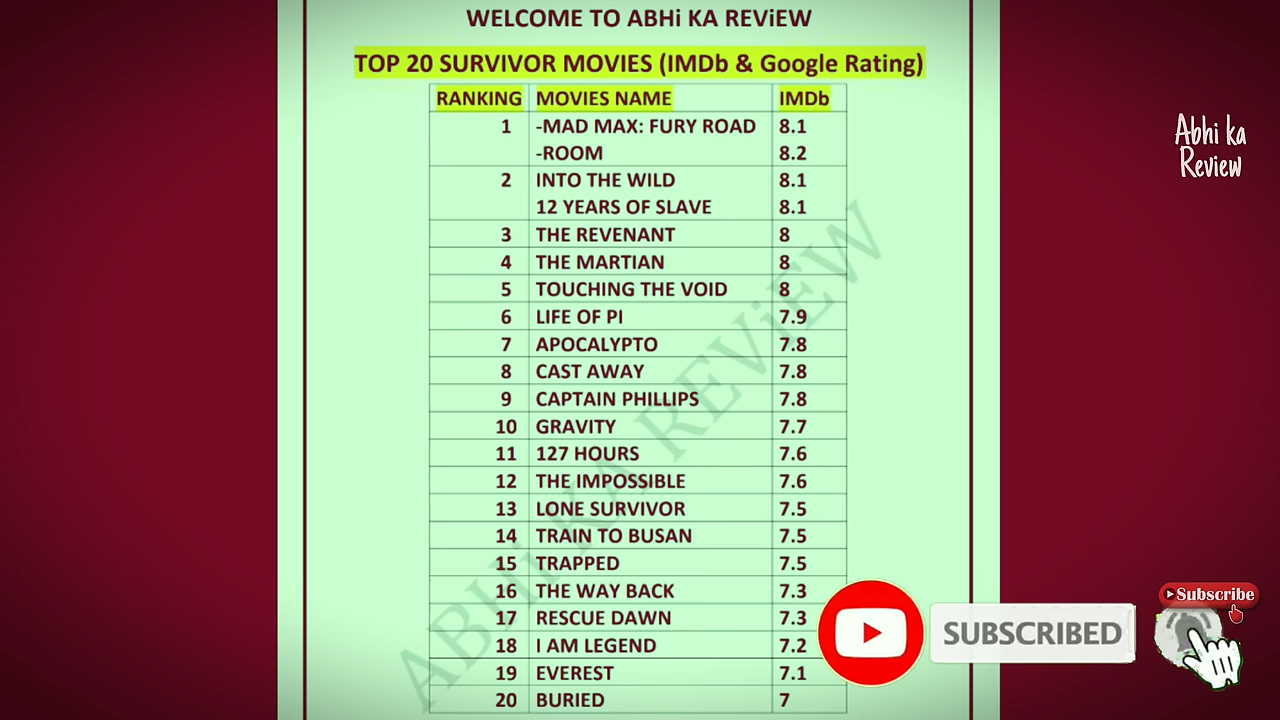 WELCOME TO ABHi KA REViEW
TOP 20 SURVIVOR MOVIES (IMDb & Google Rating)
RANKING MOVIES NAME IMDb
1 -MAD MAX: FURY ROAD 8.1
-ROOM 8.2
2 INTO THE WILD 8.1
12 YEARS OF SLAVE 8.1
3 THE REVENANT 8
4 THE MARTIAN 8
5 TOUCHING THE VOID 8
6 LIFE OF PI 7.9
7 APOCALYPTO 7.8
8 CAST AWAY 7.8
9 CAPTAIN PHILLIPS 7.8
10 GRAVITY 7.7
11 127 HOURS 7.6
12 THE IMPOSSIBLE 7.6
13 LONE SURVIVOR 7.5
14 TRAIN TO BUSAN 7.5
15 TRAPPED 7.5
16 THE WAY BACK 7.3
17 RESCUE DAWN 7.3
18 I AM LEGEND 7.2
19 EVEREST 7.1
20 BURIED 7
ABHi KA REViEW
Abhi ka
Review
Subscribe
SUBSCRIBED